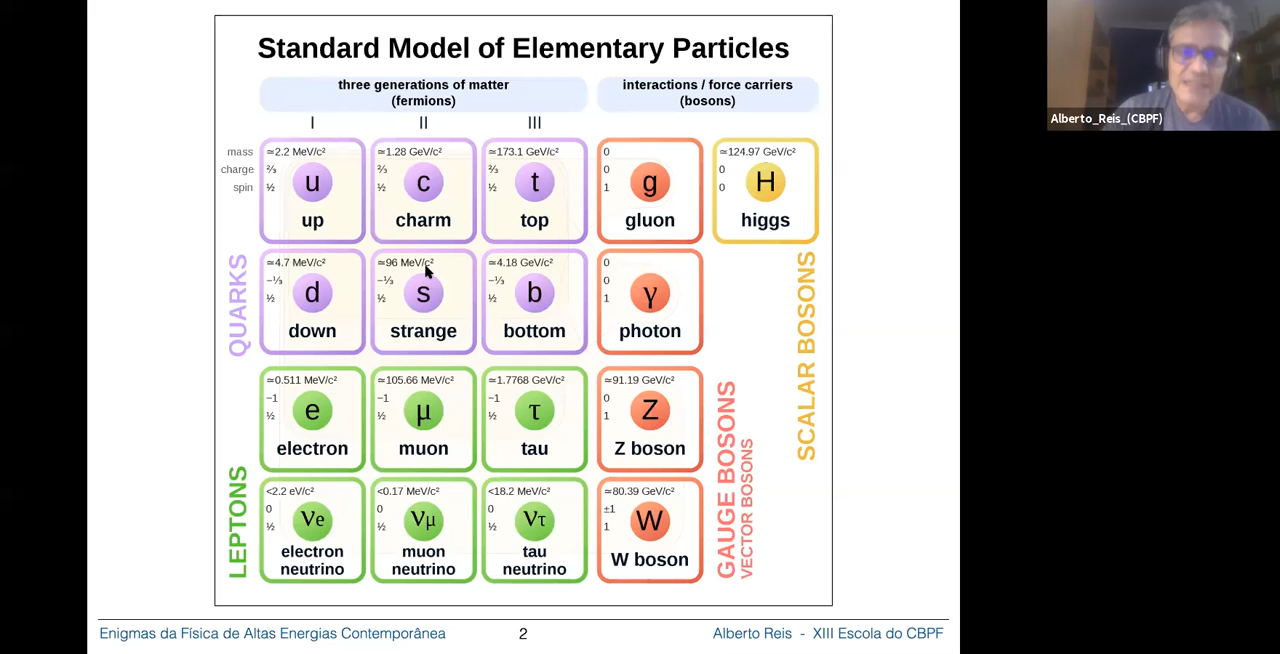 Standard Model of Elementary Particles
three generations of matter
(fermions)
interactions / force carriers
(bosons)
I
II
III
mass
charge
spin
≃2.2 MeV/c²
⅔
½
u
up
≃1.28 GeV/c²
⅔
½
c
charm
≃173.1 GeV/c²
⅔
½
t
top
0
0
1
g
gluon
≃124.97 GeV/c²
0
0
H
higgs
QUARKS
≃4.7 MeV/c²
−⅓
½
d
down
≃96 MeV/c²
−⅓
½
s
strange
≃4.18 GeV/c²
−⅓
½
b
bottom
0
0
1
γ
photon
SCALAR BOSONS
LEPTONS
≃0.511 MeV/c²
−1
½
e
electron
≃105.66 MeV/c²
−1
½
μ
muon
≃1.7768 GeV/c²
−1
½
τ
tau
≃91.19 GeV/c²
0
1
Z
Z boson
GAUGE BOSONS
VECTOR BOSONS
<2.2 eV/c²
0
½
νe
electron
neutrino
<0.17 MeV/c²
0
½
νμ
muon
neutrino
<18.2 MeV/c²
0
½
ντ
tau
neutrino
≃80.39 GeV/c²
±1
1
W
W boson
Enigmas da Física de Altas Energias Contemporânea
2
Alberto Reis - XIII Escola do CBPF
Alberto_Reis_(CBPF)